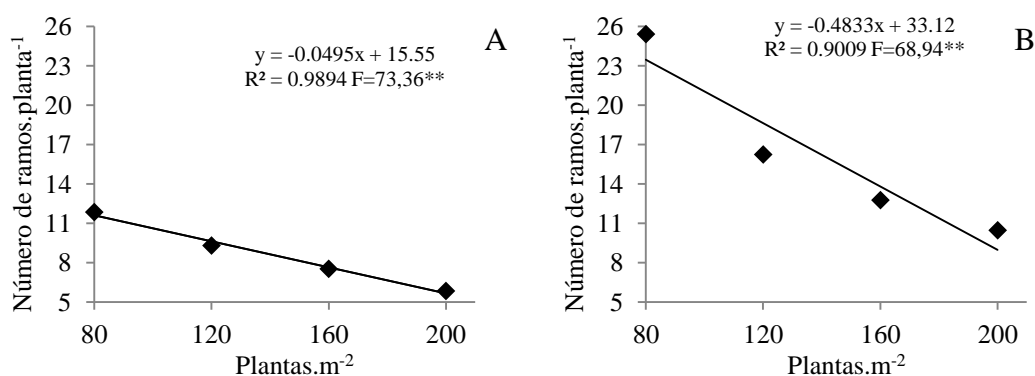 A
y = -0.0495x + 15.55
R² = 0.9894 F=73,36**
Número de ramos.planta⁻¹
26
23
20
17
14
11
8
5
80 120 160 200
Plantas.m⁻²
B
y = -0.4833x + 33.12
R² = 0.9009 F=68,94**
Número de ramos.planta⁻¹
26
23
20
17
14
11
8
5
80 120 160 200
Plantas.m⁻²